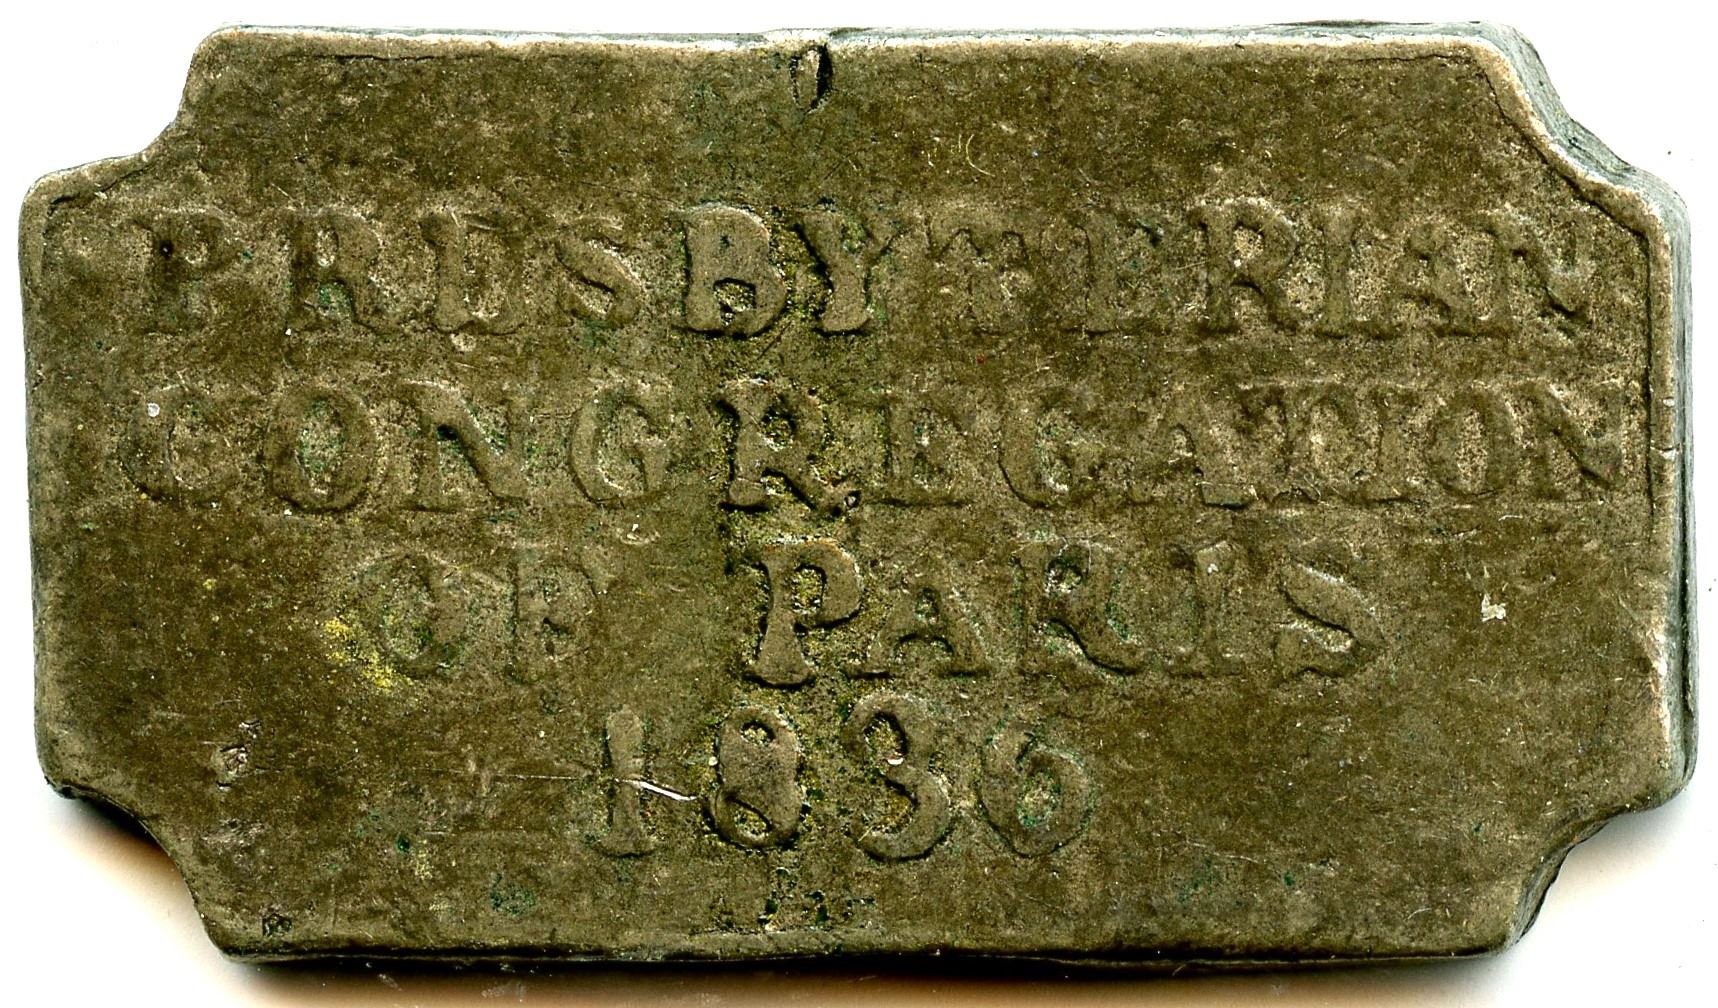 PRESBYTERIAN
CONGREGATION
OF PARIS
1836